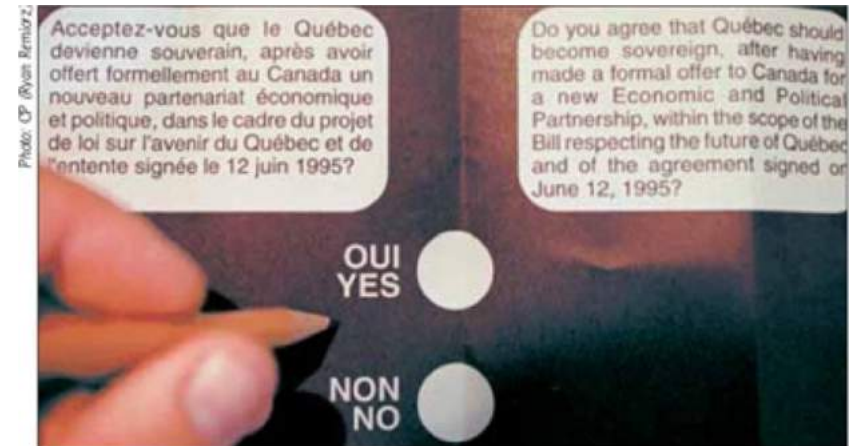 Photo: CP (Ryan Remiorz)
Acceptez-vous que le Québec
devienne souverain, après avoir
offert formellement au Canada un
nouveau partenariat économique
et politique, dans le cadre du projet
de loi sur l'avenir du Québec et de
l'entente signée le 12 juin 1995?
Do you agree that Québec should
become sovereign, after having
made a formal offer to Canada for
a new Economic and Political
Partnership, within the scope of the
Bill respecting the future of Québec
and of the agreement signed on
June 12, 1995?
OUI
YES
NON
NO